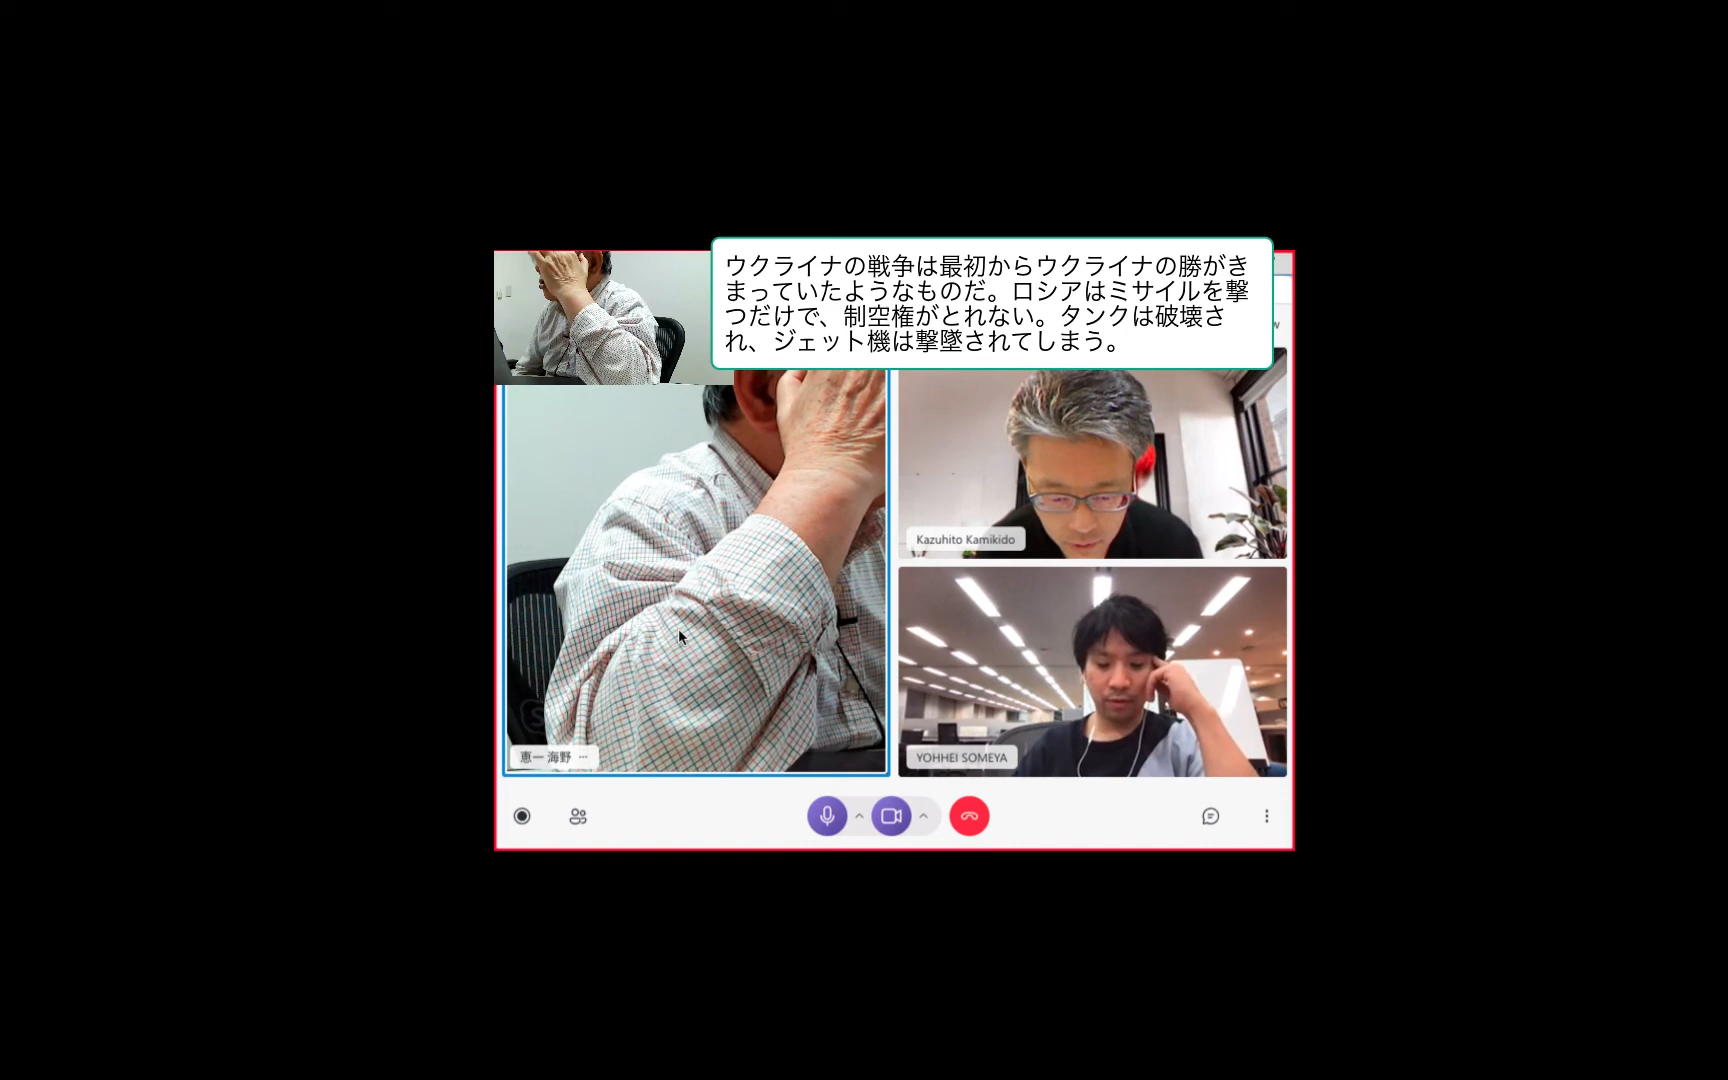 ウクライナの戦争は最初からウクライナの勝がき
まっていたようなものだ。ロシアはミサイルを撃
つだけで、制空権がとれない。タンクは破壊さ
れ、ジェット機は撃墜されてしまう。
w
Kazuhito Kamikido
恵一 海野 ···
YOHHEI SOMEYA